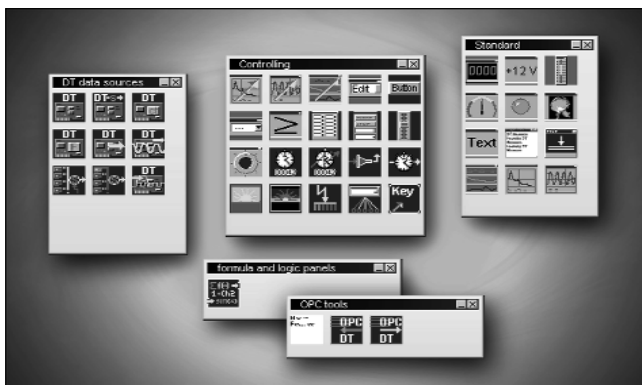 DT data sources
DT
DT-S→
DT
DT
DT
DT
DT
Controlling
Edit
Button
Key
Standard
0000
+12 V
Text
formula and logic panels
OPC tools
OPC
DT
OPC
DT